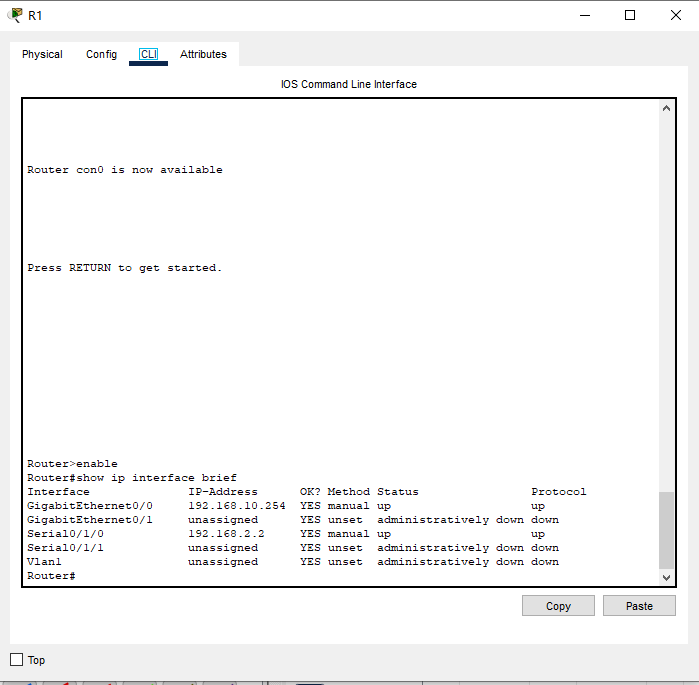 R1
Physical Config CLI Attributes
IOS Command Line Interface
Router con0 is now available
Press RETURN to get started.
Router>enable
Router#show ip interface brief
Interface              IP-Address      OK? Method Status                Protocol
GigabitEthernet0/0     192.168.10.254  YES manual up                    up
GigabitEthernet0/1     unassigned      YES unset  administratively down down
Serial0/1/0            192.168.2.2     YES manual up                    up
Serial0/1/1            unassigned      YES unset  administratively down down
Vlan1                  unassigned      YES unset  administratively down down
Router#
Copy Paste
Top